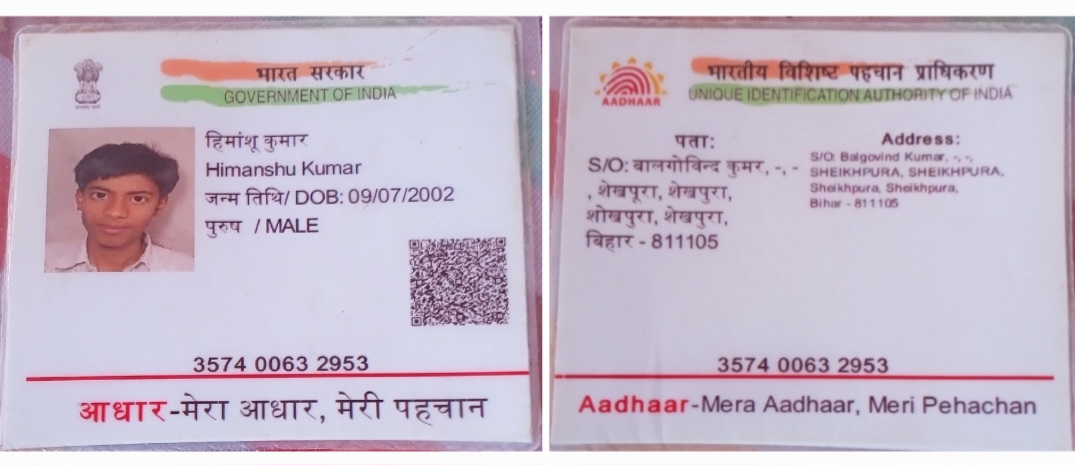 भारत सरकार
GOVERNMENT OF INDIA
हिमांशू कुमार
Himanshu Kumar
जन्म तिथि/ DOB: 09/07/2002
पुरुष / MALE
3574 0063 2953
आधार-मेरा आधार, मेरी पहचान
भारतीय विशिष्ट पहचान प्राधिकरण
AADHAAR
UNIQUE IDENTIFICATION AUTHORITY OF INDIA
पता:
S/O: बालगोविन्द कुमर, -, -
, शेखपूरा, शेखपुरा,
शोखपुरा, शेखपुरा,
बिहार - 811105
Address:
S/O: Balgovind Kumar, -, -,
SHEIKHPURA, SHEIKHPURA,
Sheikhpura, Sheikhpura,
Bihar - 811105
3574 0063 2953
Aadhaar-Mera Aadhaar, Meri Pehachan